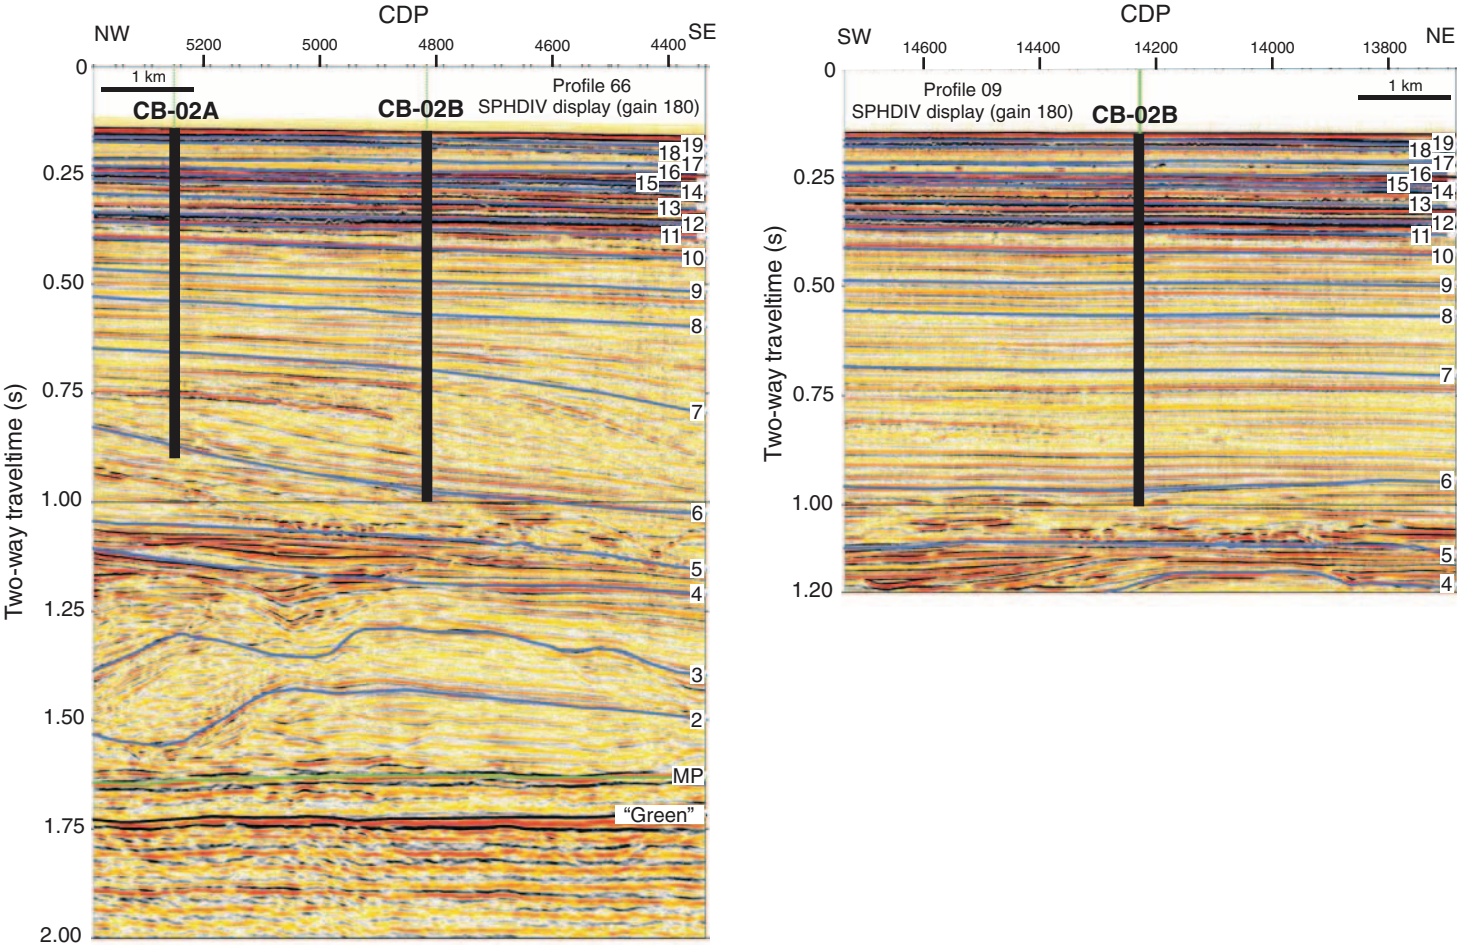 CDP
NW
SE
5200 5000 4800 4600 4400
0
1 km
Profile 66
SPHDIV display (gain 180)
CB-02A
CB-02B
19
18
17
0.25
16
15
14
13
12
11
10
0.50
9
8
0.75
7
Two-way traveltime (s)
1.00
6
5
4
1.25
3
1.50
2
MP
"Green"
1.75
2.00
CDP
SW
NE
14600 14400 14200 14000 13800
0
Profile 09
SPHDIV display (gain 180)
1 km
CB-02B
19
18
17
16
0.25
15
14
13
12
11
10
0.50
9
8
7
0.75
Two-way traveltime (s)
6
1.00
5
4
1.20